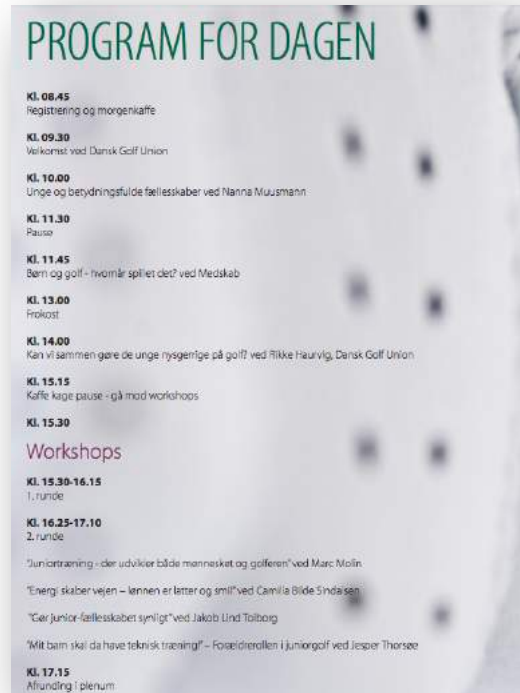 PROGRAM FOR DAGEN
Kl. 08.45
Registrering og morgenkaffe
Kl. 09.30
Velkomst ved Dansk Golf Union
Kl. 10.00
Unge og betydningsfulde fællesskaber ved Nanna Muusmann
Kl. 11.30
Pause
Kl. 11.45
Børn og golf - hvornår spillet det? ved Medskab
Kl. 13.00
Frokost
Kl. 14.00
Kan vi sammen gøre de unge nysgerrige på golf? ved Rikke Haurvig, Dansk Golf Union
Kl. 15.15
Kaffe kage pause - gå mod workshops
Kl. 15.30
Workshops
Kl. 15.30-16.15
1. runde
Kl. 16.25-17.10
2. runde
"Juniortræning - der udvikler både mennesket og golferen" ved Marc Molin
"Energi skaber vejen – lønnen er latter og smil" ved Camilla Bilde Sindalsen
"Gør junior-fællesskabet synligt" ved Jakob Lind Tolborg
"Mit barn skal da have teknisk træning!" – Forældrerollen i juniorgolf ved Jesper Thorsøe
Kl. 17.15
Afrunding i plenum